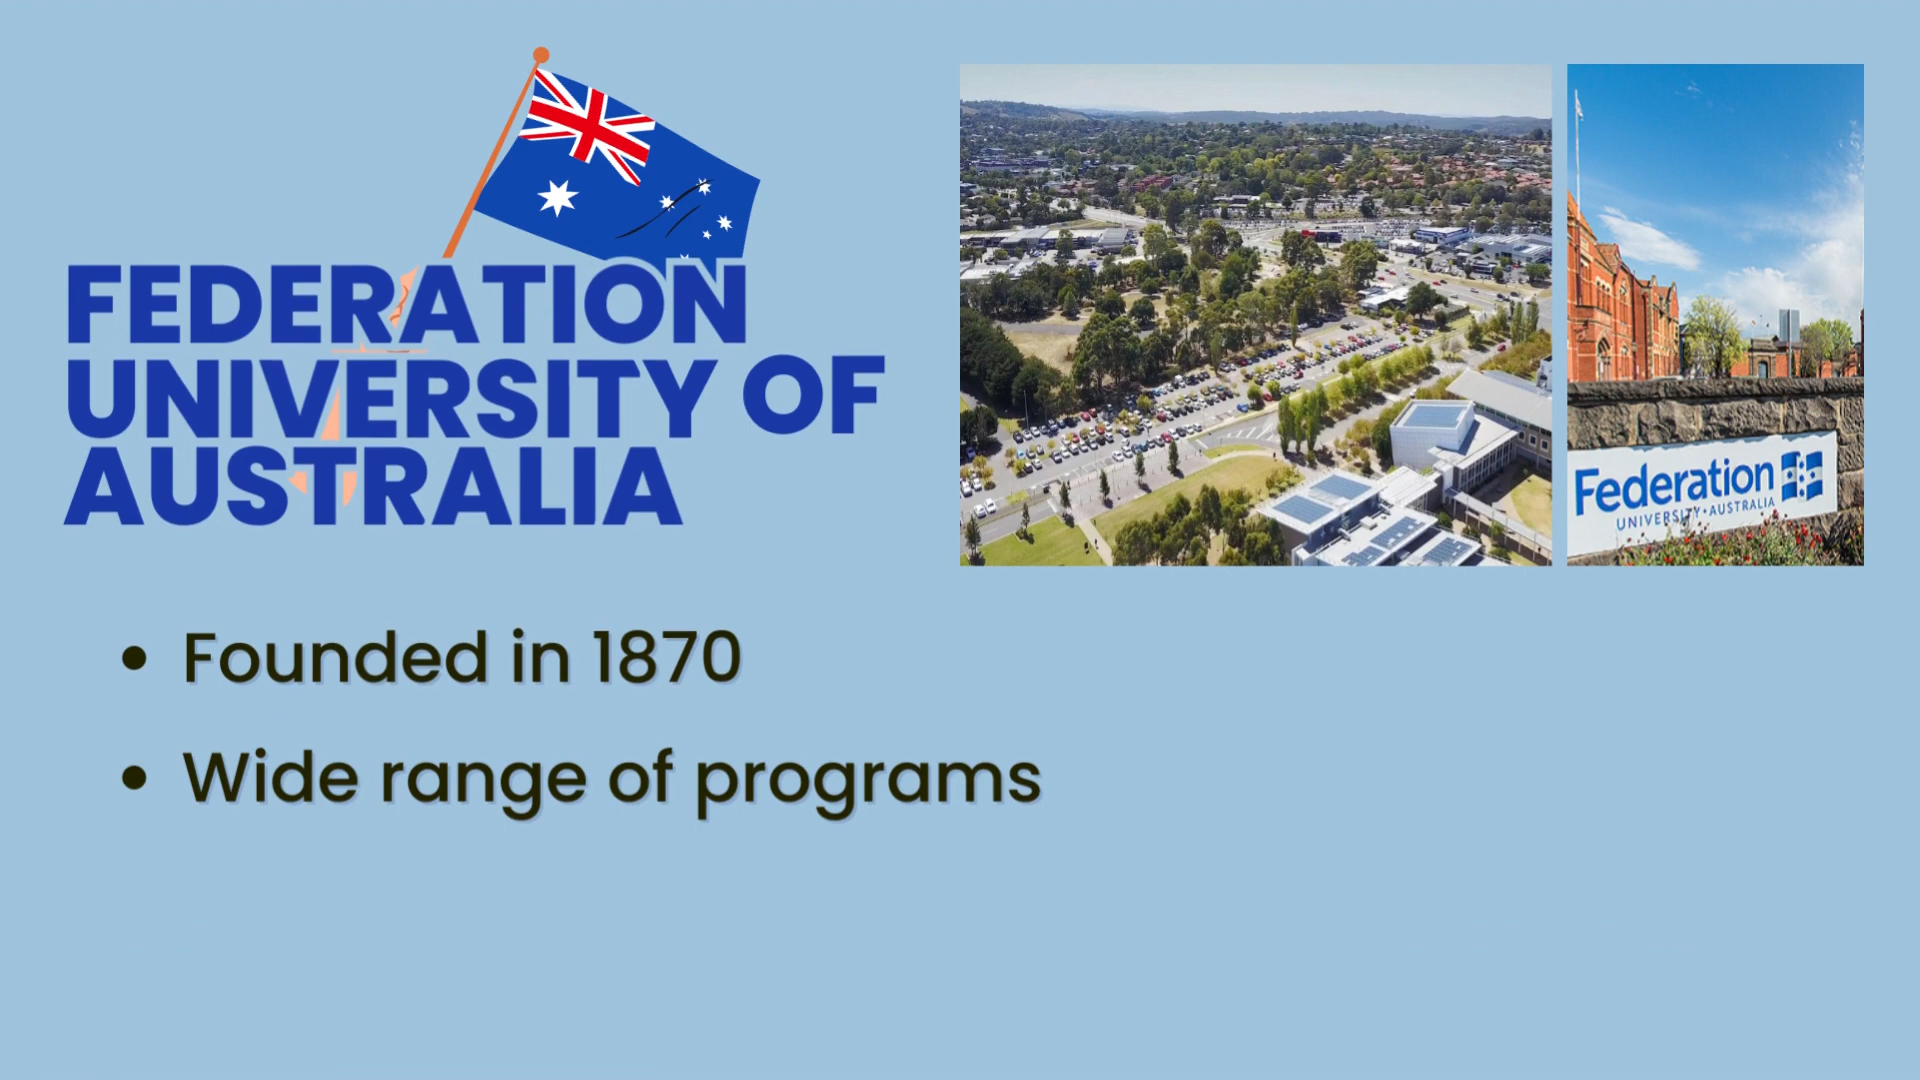 FEDERATION
UNIVERSITY OF
AUSTRALIA
Federation
UNIVERSITY • AUSTRALIA
• Founded in 1870
• Wide range of programs